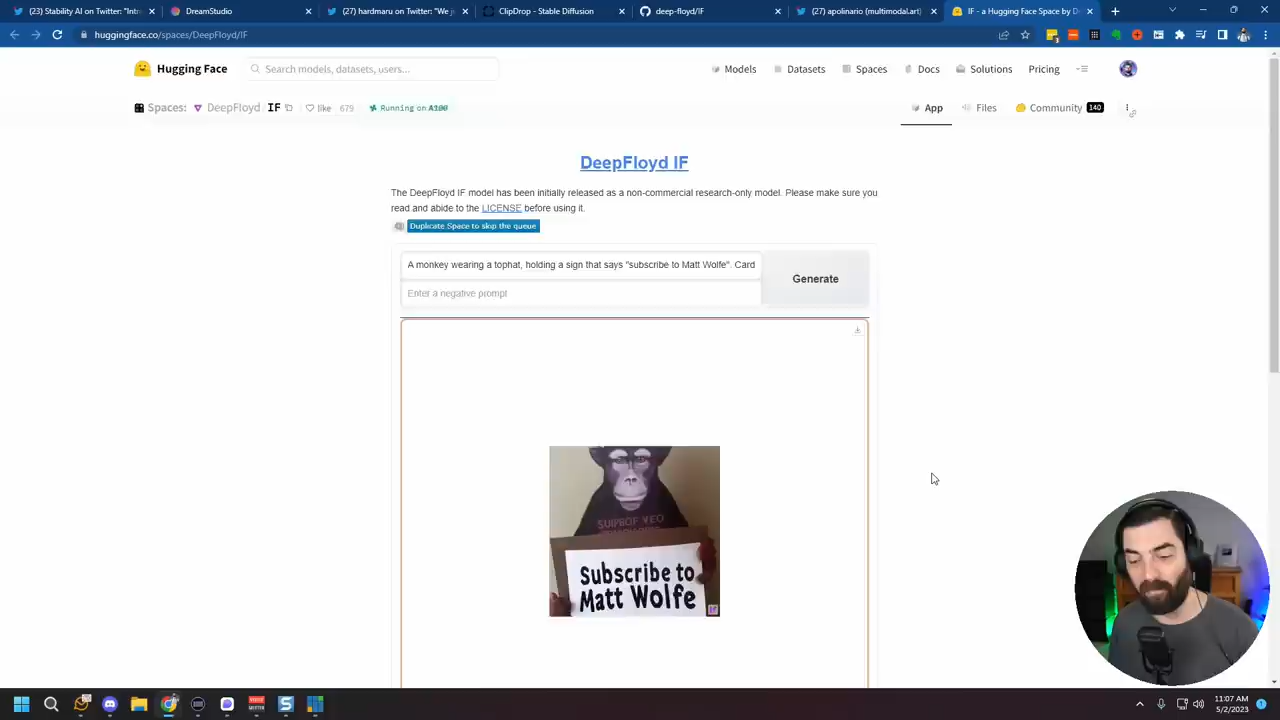 (23) Stability AI on Twitter: "Intr
DreamStudio
(27) hardmaru on Twitter: "We j
ClipDrop - Stable Diffusion
deep-floyd/IF
(27) apolinario (multimodal.art)
IF - a Hugging Face Space by De
huggingface.co/spaces/DeepFloyd/IF
Hugging Face
Search models, datasets, users...
Models
Datasets
Spaces
Docs
Solutions
Pricing
Spaces:
DeepFloyd
IF
like
679
Running on A100
App
Files
Community
140
DeepFloyd IF
The DeepFloyd IF model has been initially released as a non-commercial research-only model. Please make sure you
read and abide to the LICENSE before using it.
Duplicate Space to skip the queue
A monkey wearing a tophat, holding a sign that says "subscribe to Matt Wolfe". Card
Generate
Enter a negative prompt
SUIPROF VEO
Subscribe to
Matt Wolfe
IF
11:07 AM
5/2/2023